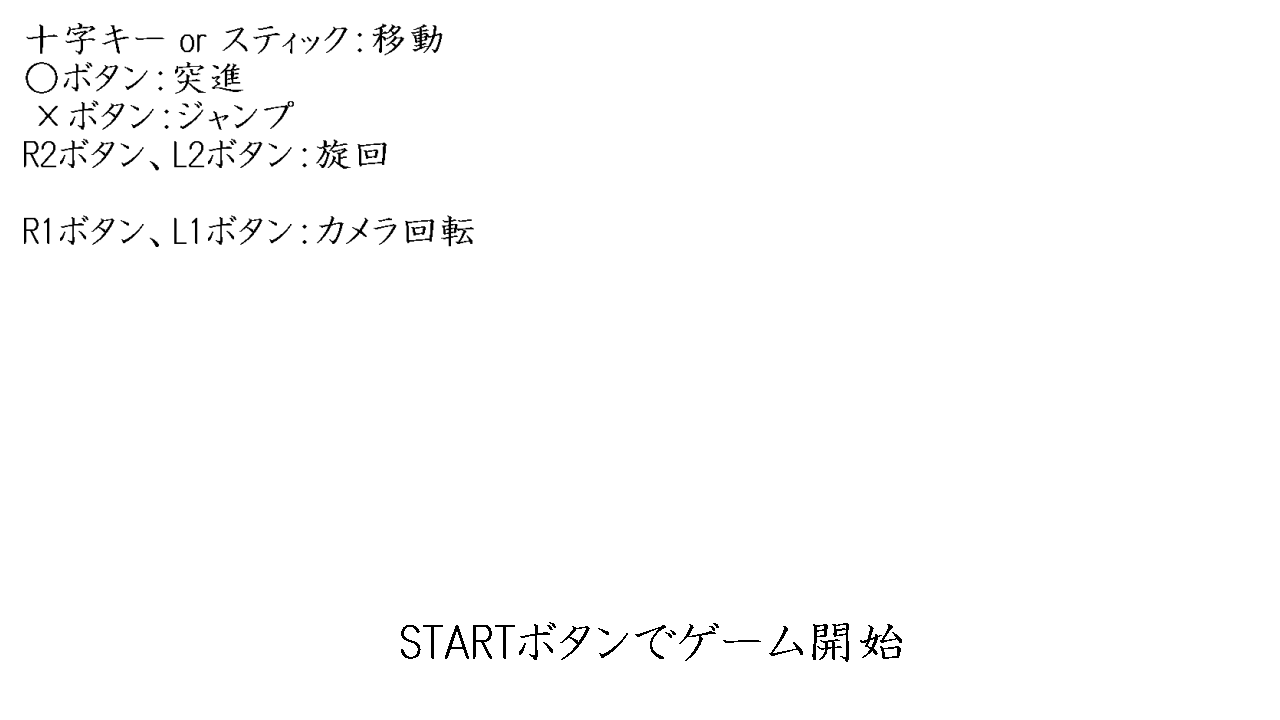 十字キー or スティック:移動
○ボタン:突進
×ボタン:ジャンプ
R2ボタン、L2ボタン:旋回
R1ボタン、L1ボタン:カメラ回転
STARTボタンでゲーム開始